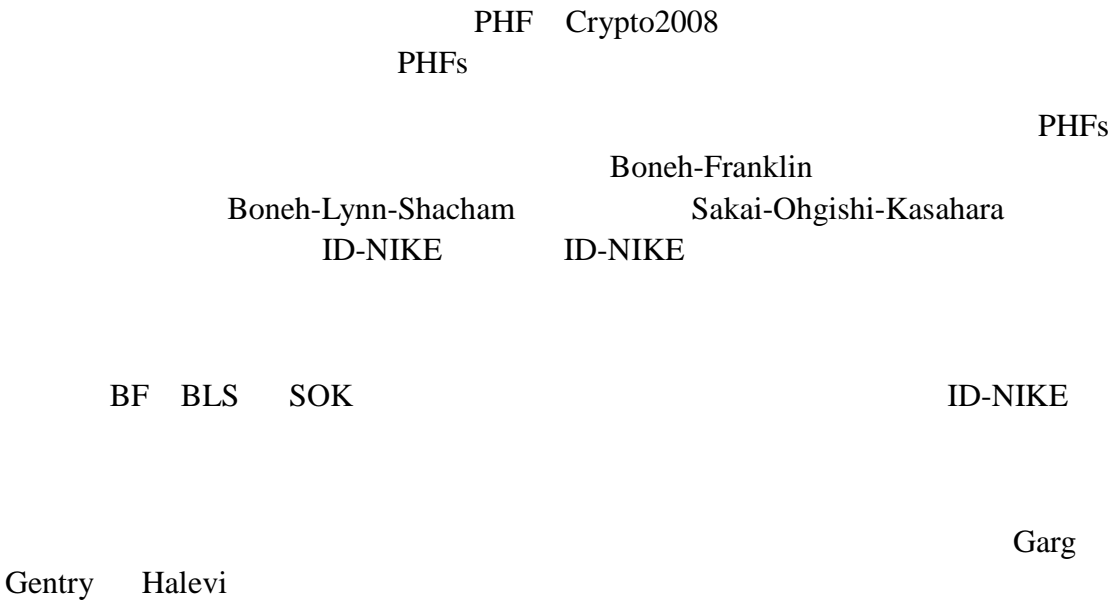 PHF Crypto2008
PHFs
PHFs
Boneh-Franklin
Boneh-Lynn-Shacham Sakai-Ohgishi-Kasahara
ID-NIKE ID-NIKE
BF BLS SOK ID-NIKE
Garg
Gentry Halevi